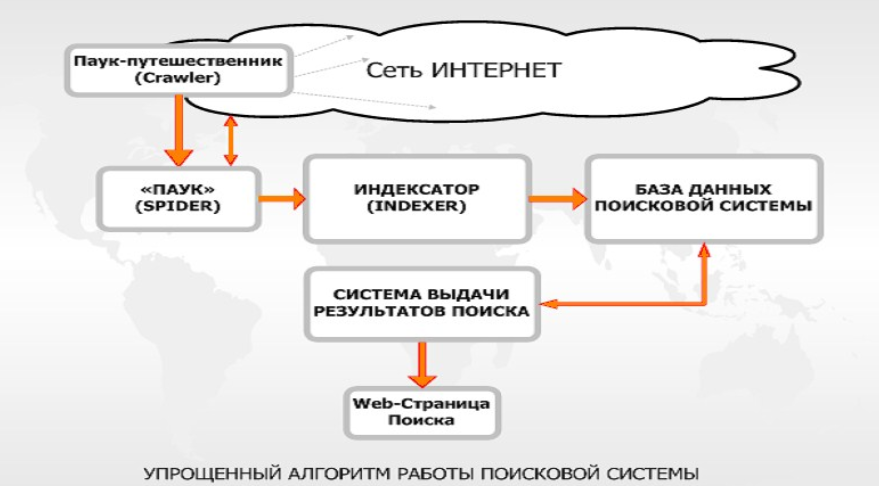 Паук-путешественник
(Crawler)
Сеть ИНТЕРНЕТ
«ПАУК»
(SPIDER)
ИНДЕКСАТОР
(INDEXER)
БАЗА ДАННЫХ
ПОИСКОВОЙ СИСТЕМЫ
СИСТЕМА ВЫДАЧИ
РЕЗУЛЬТАТОВ ПОИСКА
Web-Страница
Поиска
УПРОЩЕННЫЙ АЛГОРИТМ РАБОТЫ ПОИСКОВОЙ СИСТЕМЫ